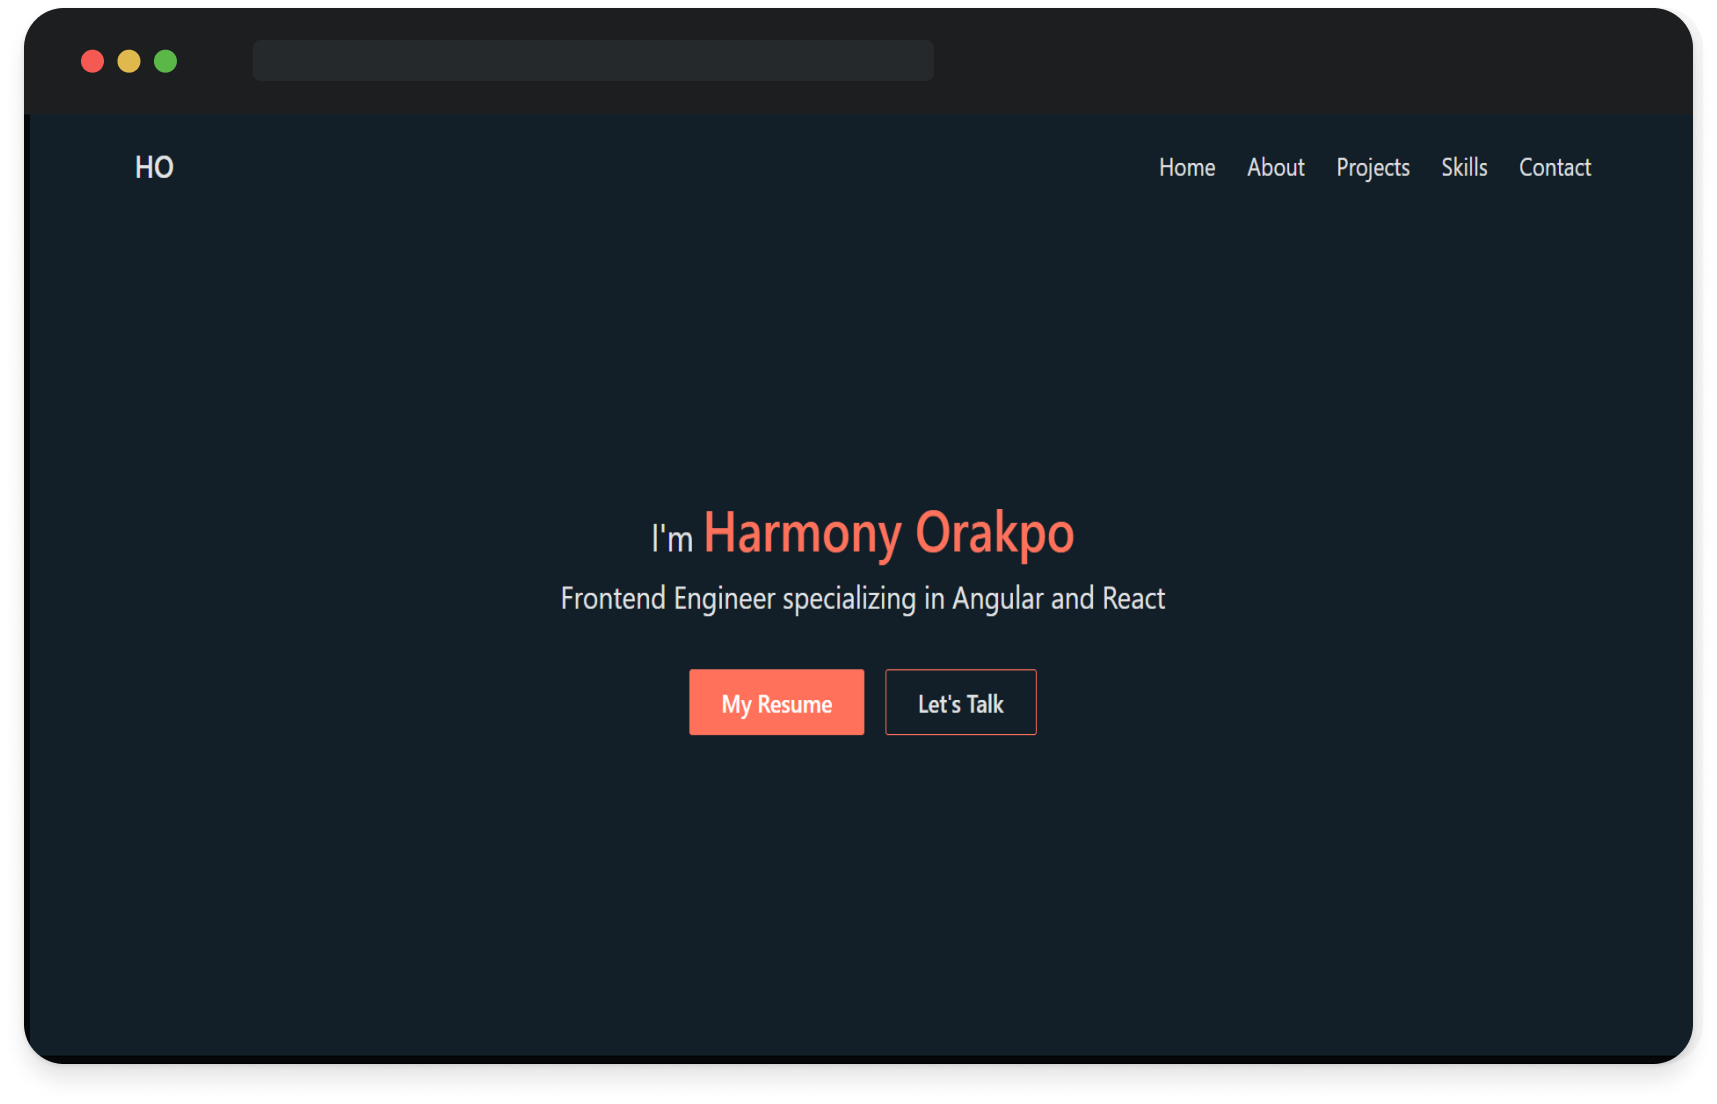 HO
Home About Projects Skills Contact
I'm Harmony Orakpo
Frontend Engineer specializing in Angular and React
My Resume Let's Talk